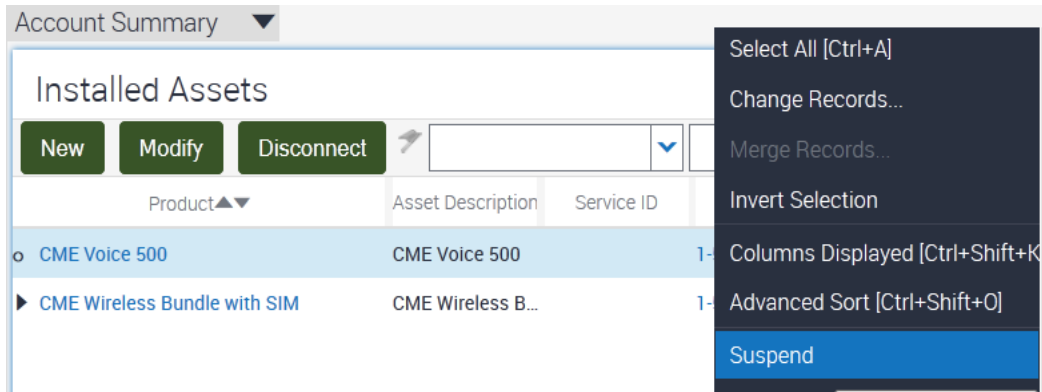 Account Summary
Installed Assets
New Modify Disconnect
Product Asset Description Service ID
CME Voice 500 CME Voice 500
CME Wireless Bundle with SIM CME Wireless B...
Select All [Ctrl+A]
Change Records...
Merge Records...
Invert Selection
Columns Displayed [Ctrl+Shift+K
Advanced Sort [Ctrl+Shift+O]
Suspend